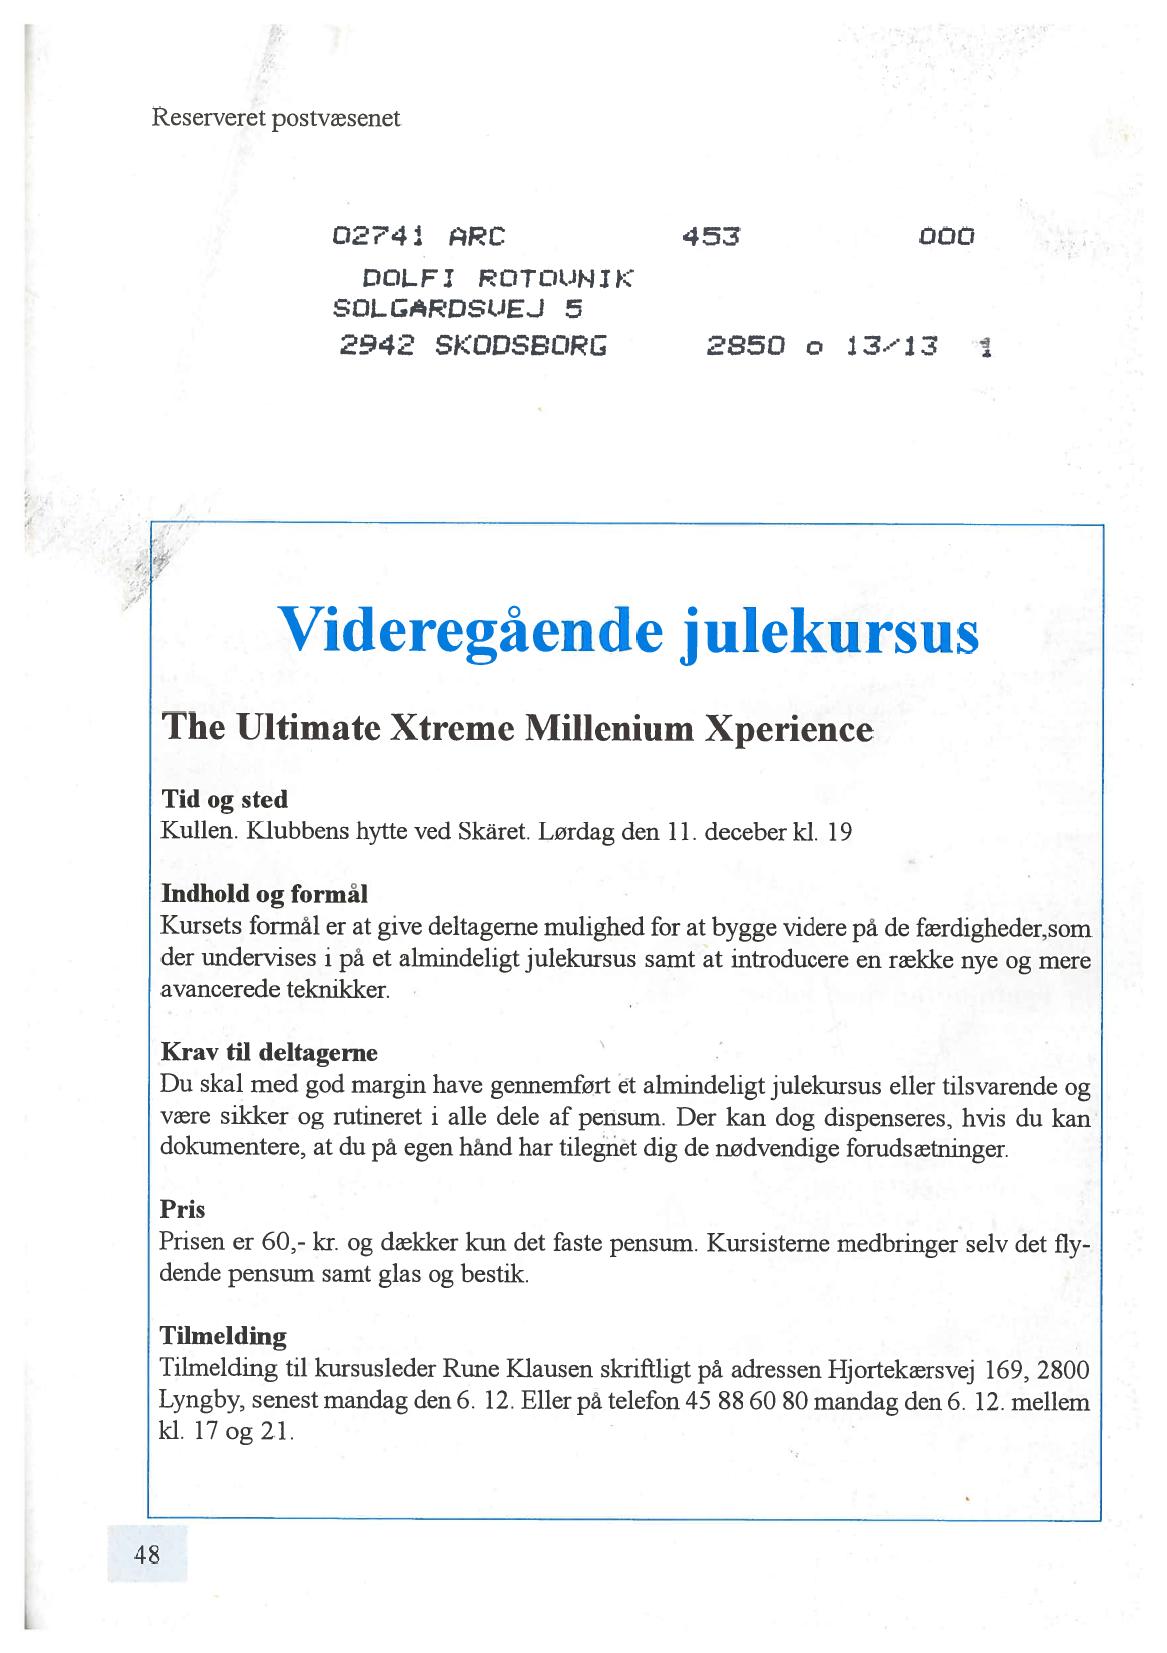 Reserveret postvæsenet
02741 ARC 453 000
DOLFI ROTOVNIK
SOLGARDSVEJ 5
2942 SKODSBORG 2850 o 13/13 1
Videregående julekursus
The Ultimate Xtreme Millenium Xperience
Tid og sted
Kullen. Klubbens hytte ved Skäret. Lørdag den 11. deceber kl. 19
Indhold og formål
Kursets formål er at give deltagerne mulighed for at bygge videre på de færdigheder,som
der undervises i på et almindeligt julekursus samt at introducere en række nye og mere
avancerede teknikker.
Krav til deltagerne
Du skal med god margin have gennemført et almindeligt julekursus eller tilsvarende og
være sikker og rutineret i alle dele af pensum. Der kan dog dispenseres, hvis du kan
dokumentere, at du på egen hånd har tilegnet dig de nødvendige forudsætninger.
Pris
Prisen er 60,- kr. og dækker kun det faste pensum. Kursisterne medbringer selv det fly-
dende pensum samt glas og bestik.
Tilmelding
Tilmelding til kursusleder Rune Klausen skriftligt på adressen Hjortekærsvej 169, 2800
Lyngby, senest mandag den 6. 12. Eller på telefon 45 88 60 80 mandag den 6. 12. mellem
kl. 17 og 21.
48